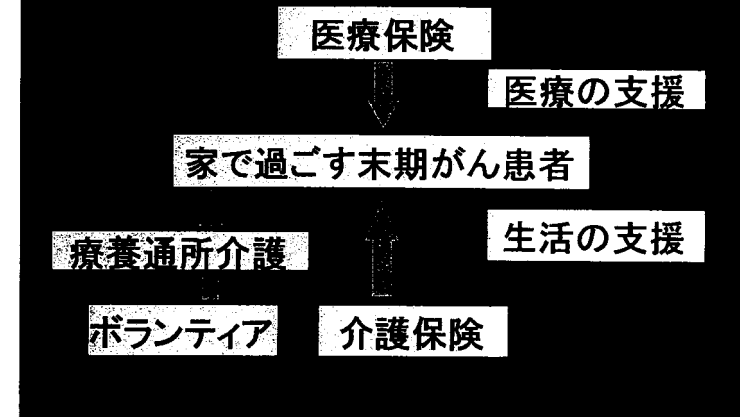 医療保険
医療の支援
家で過ごす末期がん患者
生活の支援
療養通所介護
ボランティア
介護保険